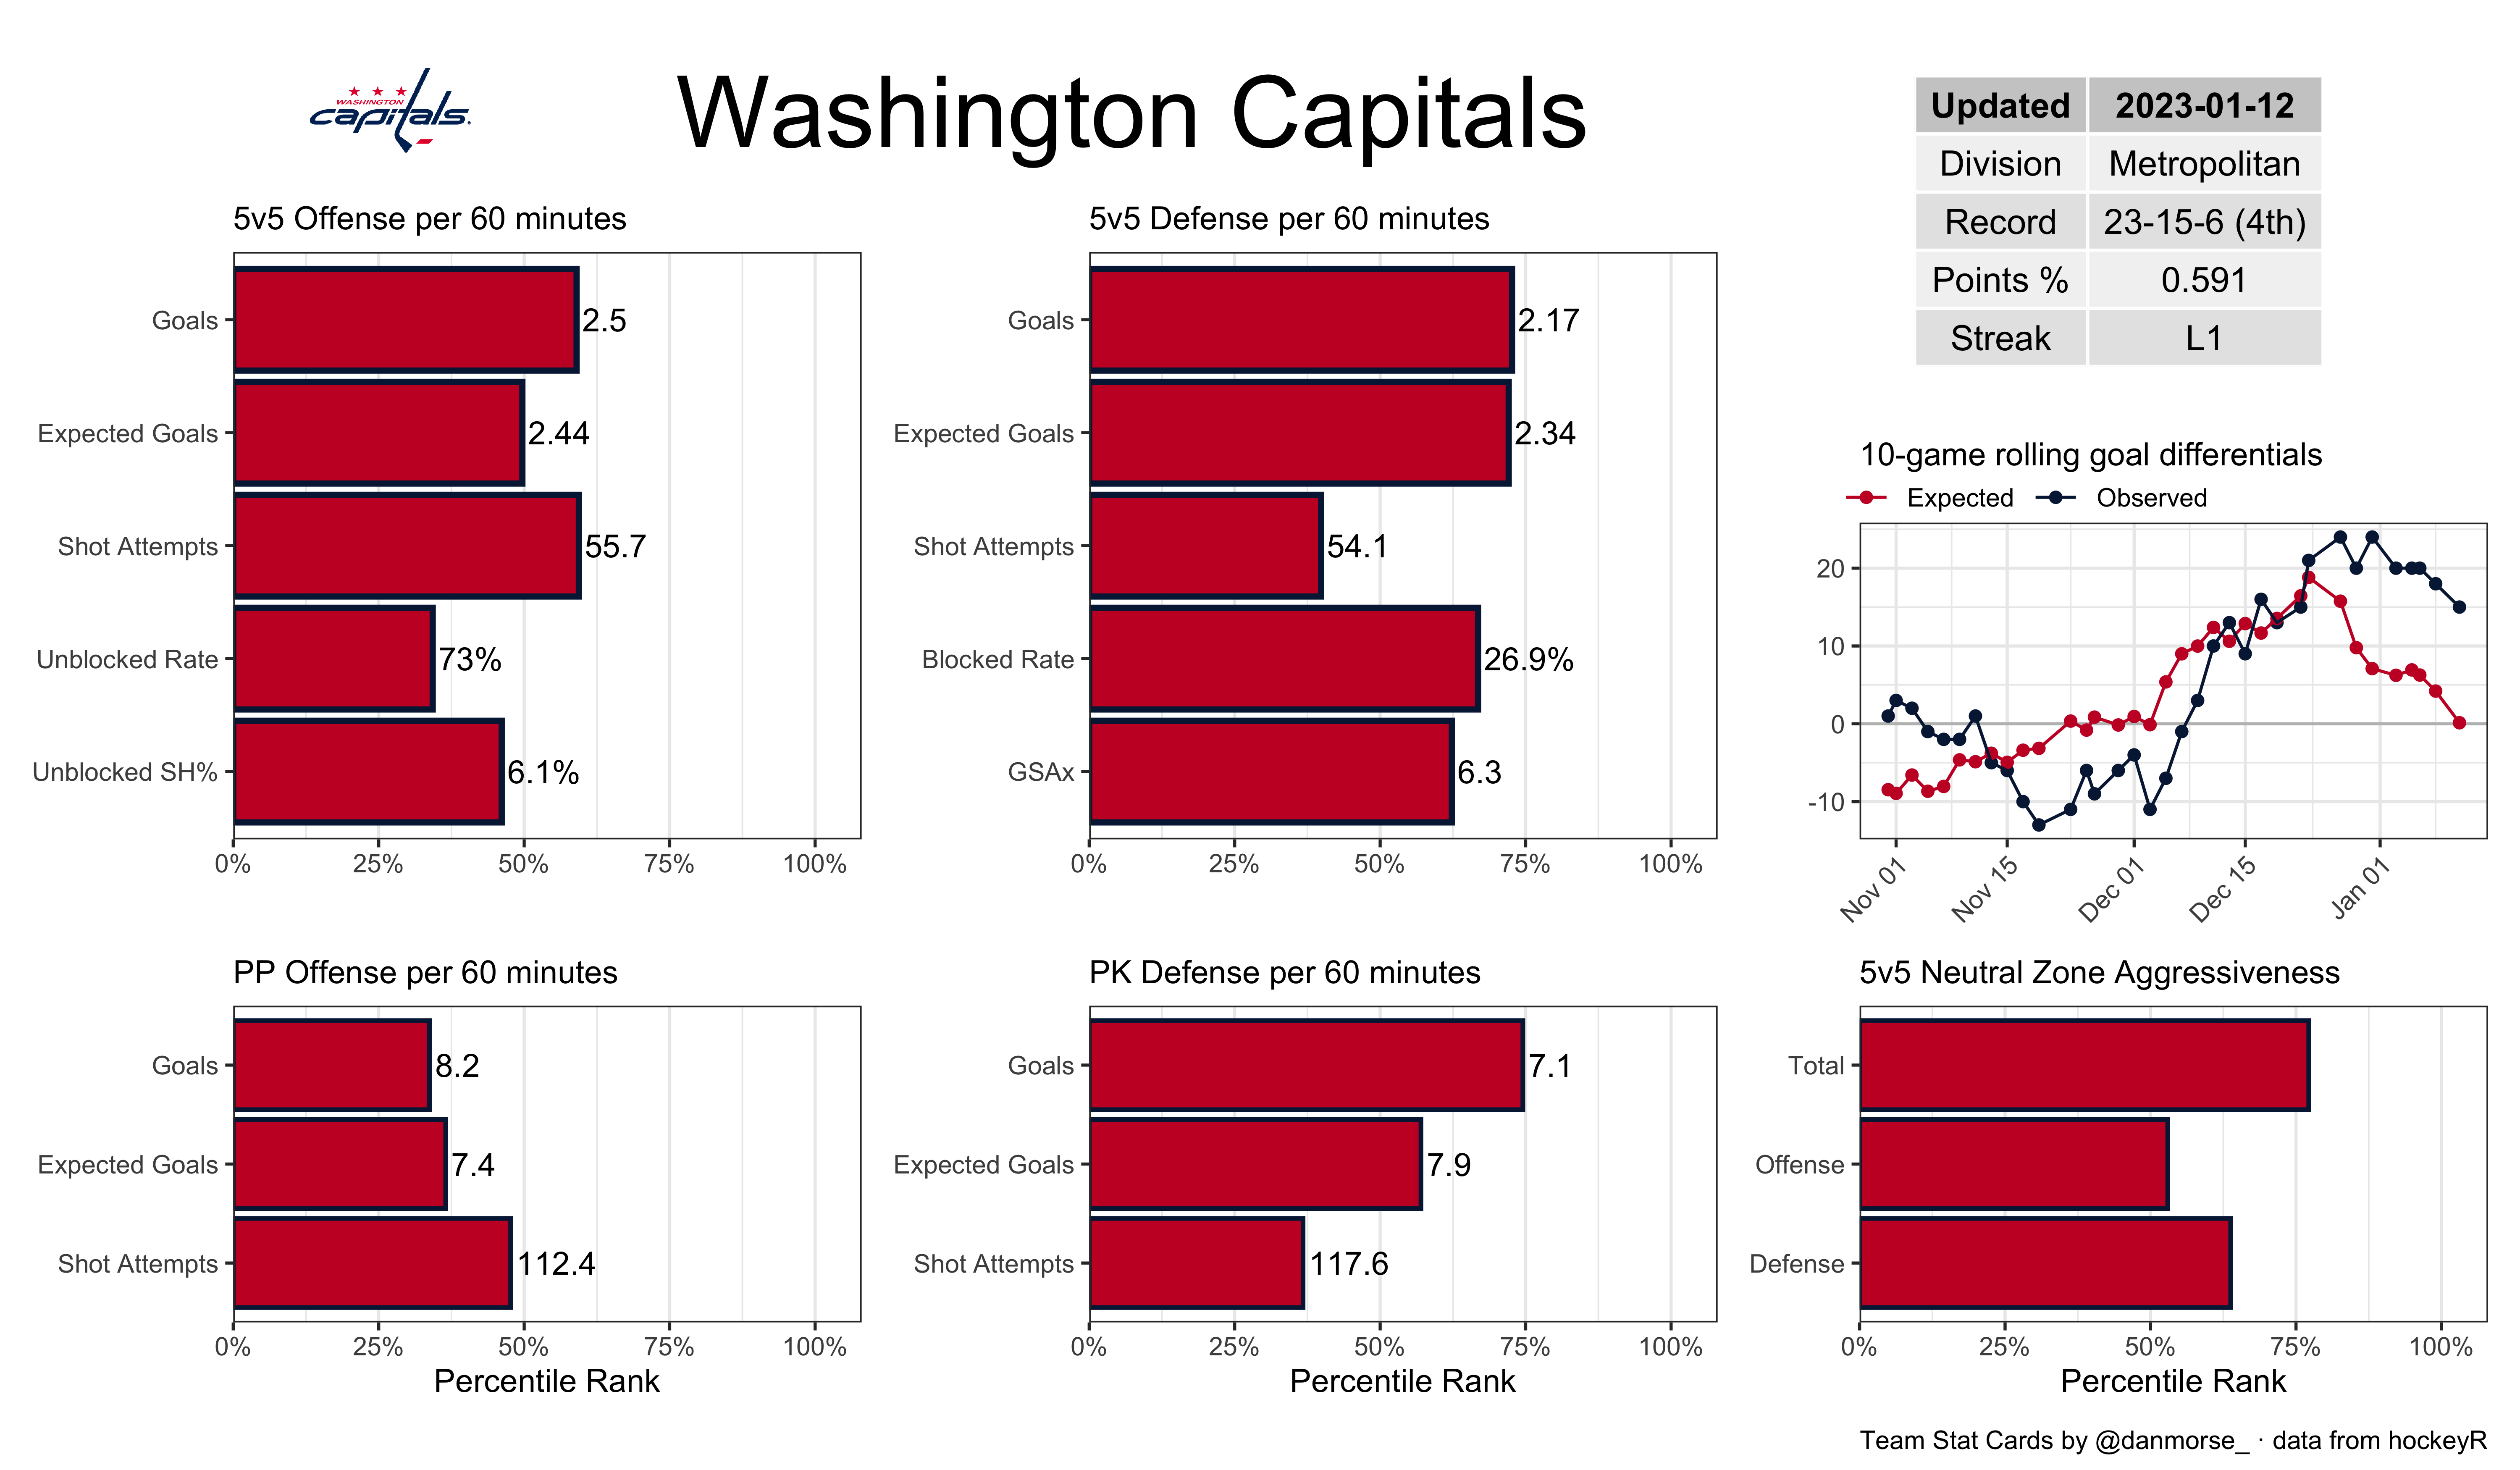 WASHINGTON
capitals
Washington Capitals
Updated 2023-01-12
Division Metropolitan
Record 23-15-6 (4th)
Points % 0.591
Streak L1
5v5 Offense per 60 minutes
Goals 2.5
Expected Goals 2.44
Shot Attempts 55.7
Unblocked Rate 73%
Unblocked SH% 6.1%
0% 25% 50% 75% 100%
5v5 Defense per 60 minutes
Goals 2.17
Expected Goals 2.34
Shot Attempts 54.1
Blocked Rate 26.9%
GSAx 6.3
0% 25% 50% 75% 100%
10-game rolling goal differentials
Expected Observed
20
10
0
-10
Nov 01 Nov 15 Dec 01 Dec 15 Jan 01
PP Offense per 60 minutes
Goals 8.2
Expected Goals 7.4
Shot Attempts 112.4
0% 25% 50% 75% 100%
Percentile Rank
PK Defense per 60 minutes
Goals 7.1
Expected Goals 7.9
Shot Attempts 117.6
0% 25% 50% 75% 100%
Percentile Rank
5v5 Neutral Zone Aggressiveness
Total
Offense
Defense
0% 25% 50% 75% 100%
Percentile Rank
Team Stat Cards by @danmorse_ · data from hockeyR